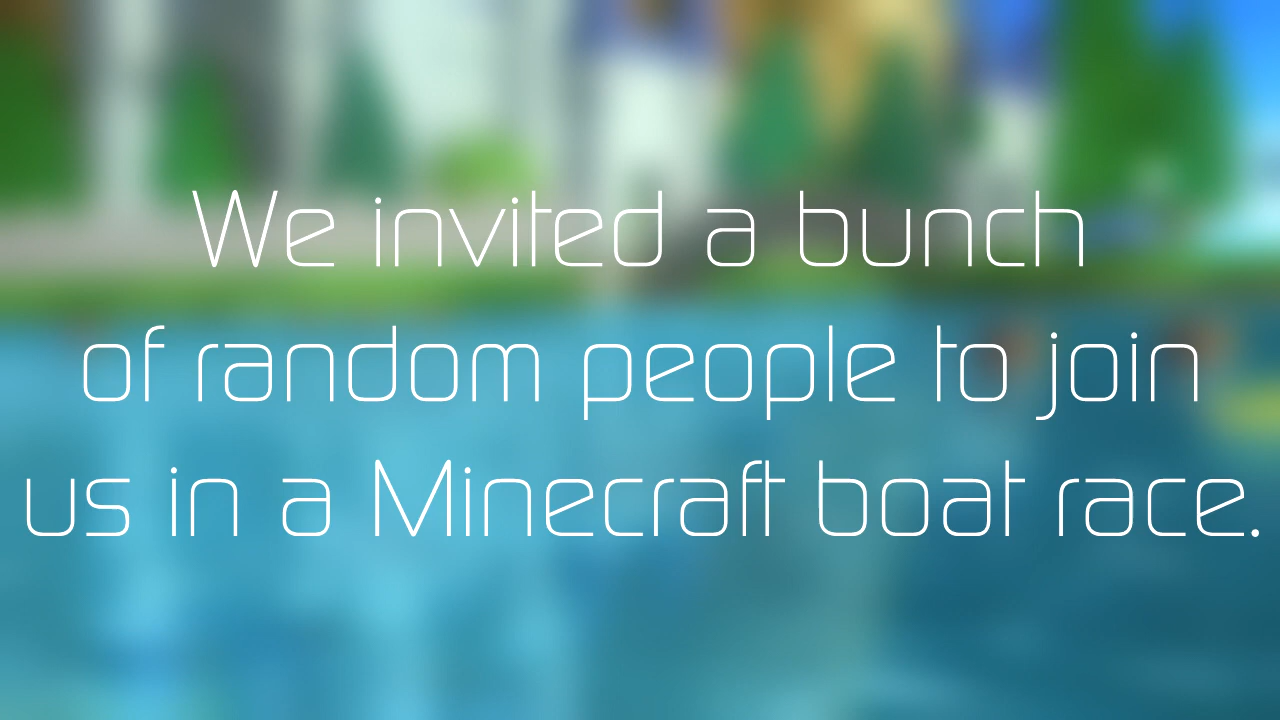 We invited a bunch
of random people to join
us in a Minecraft boat race.